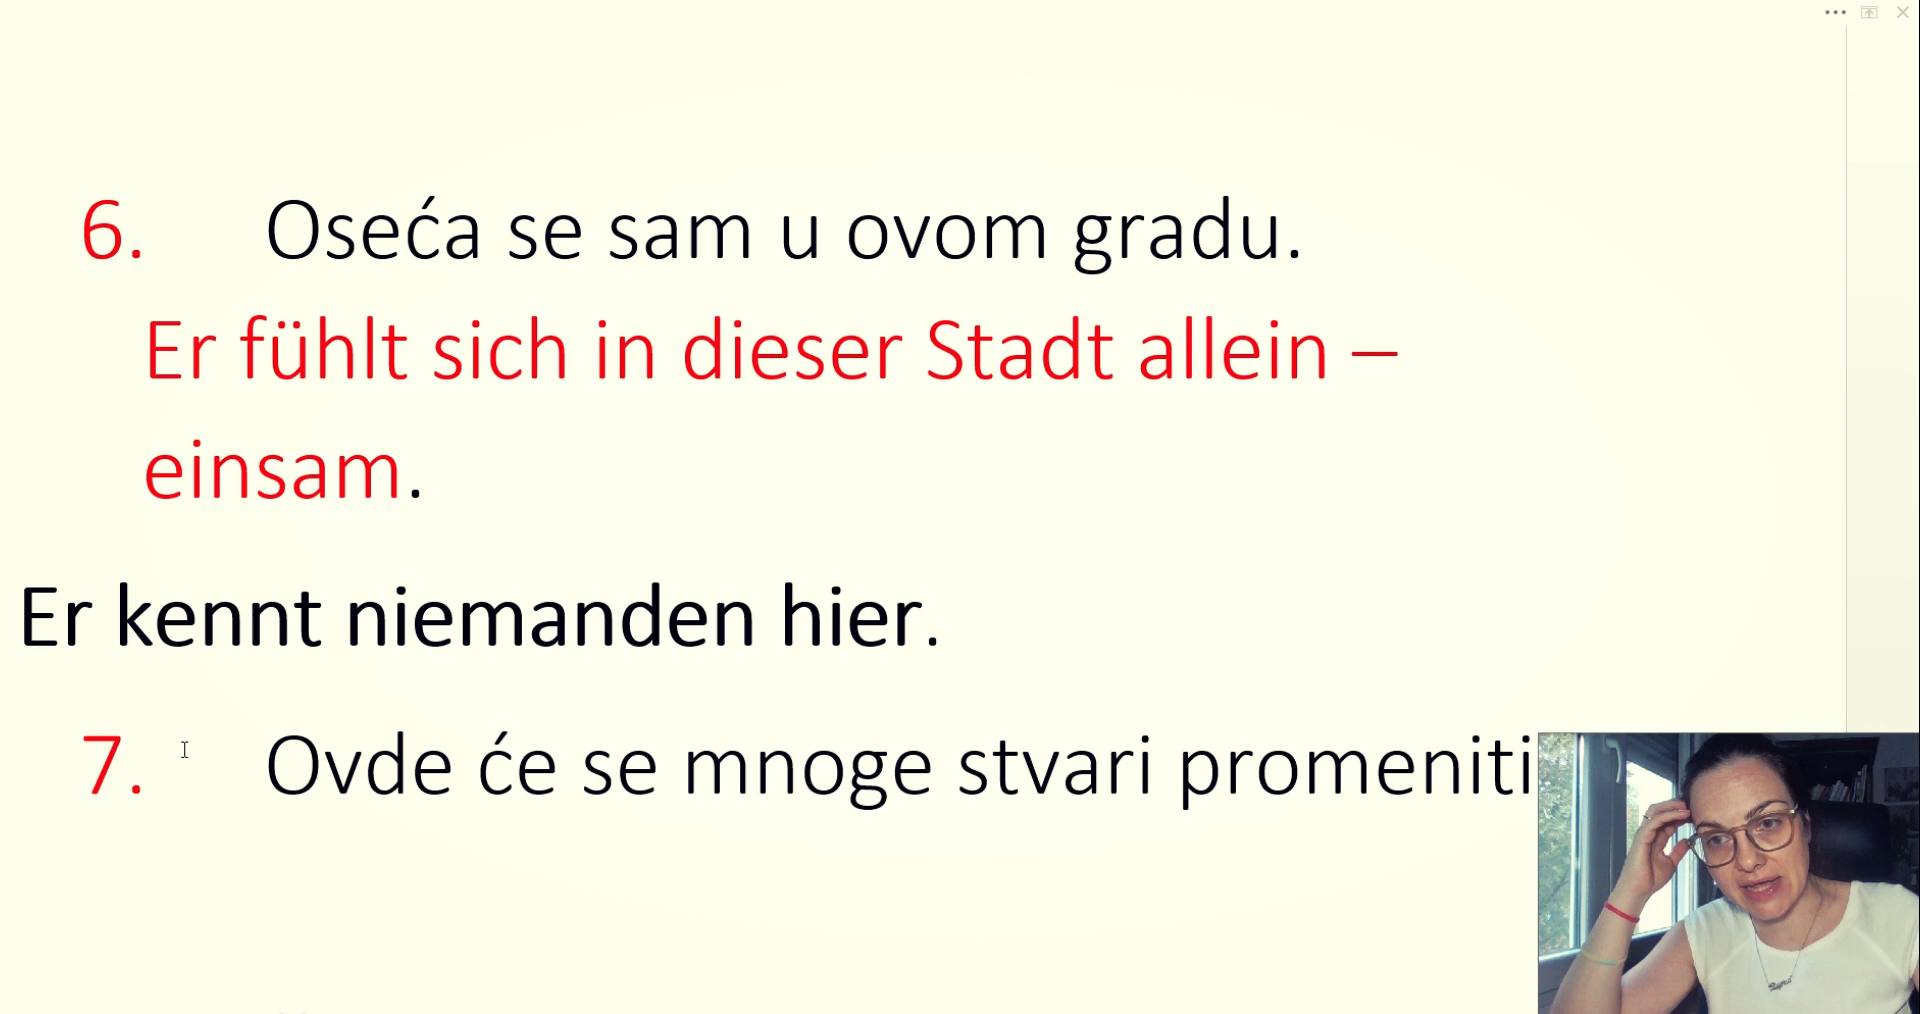 6. Oseća se sam u ovom gradu.
Er fühlt sich in dieser Stadt allein –
einsam.
Er kennt niemanden hier.
7. Ovde će se mnoge stvari promeniti